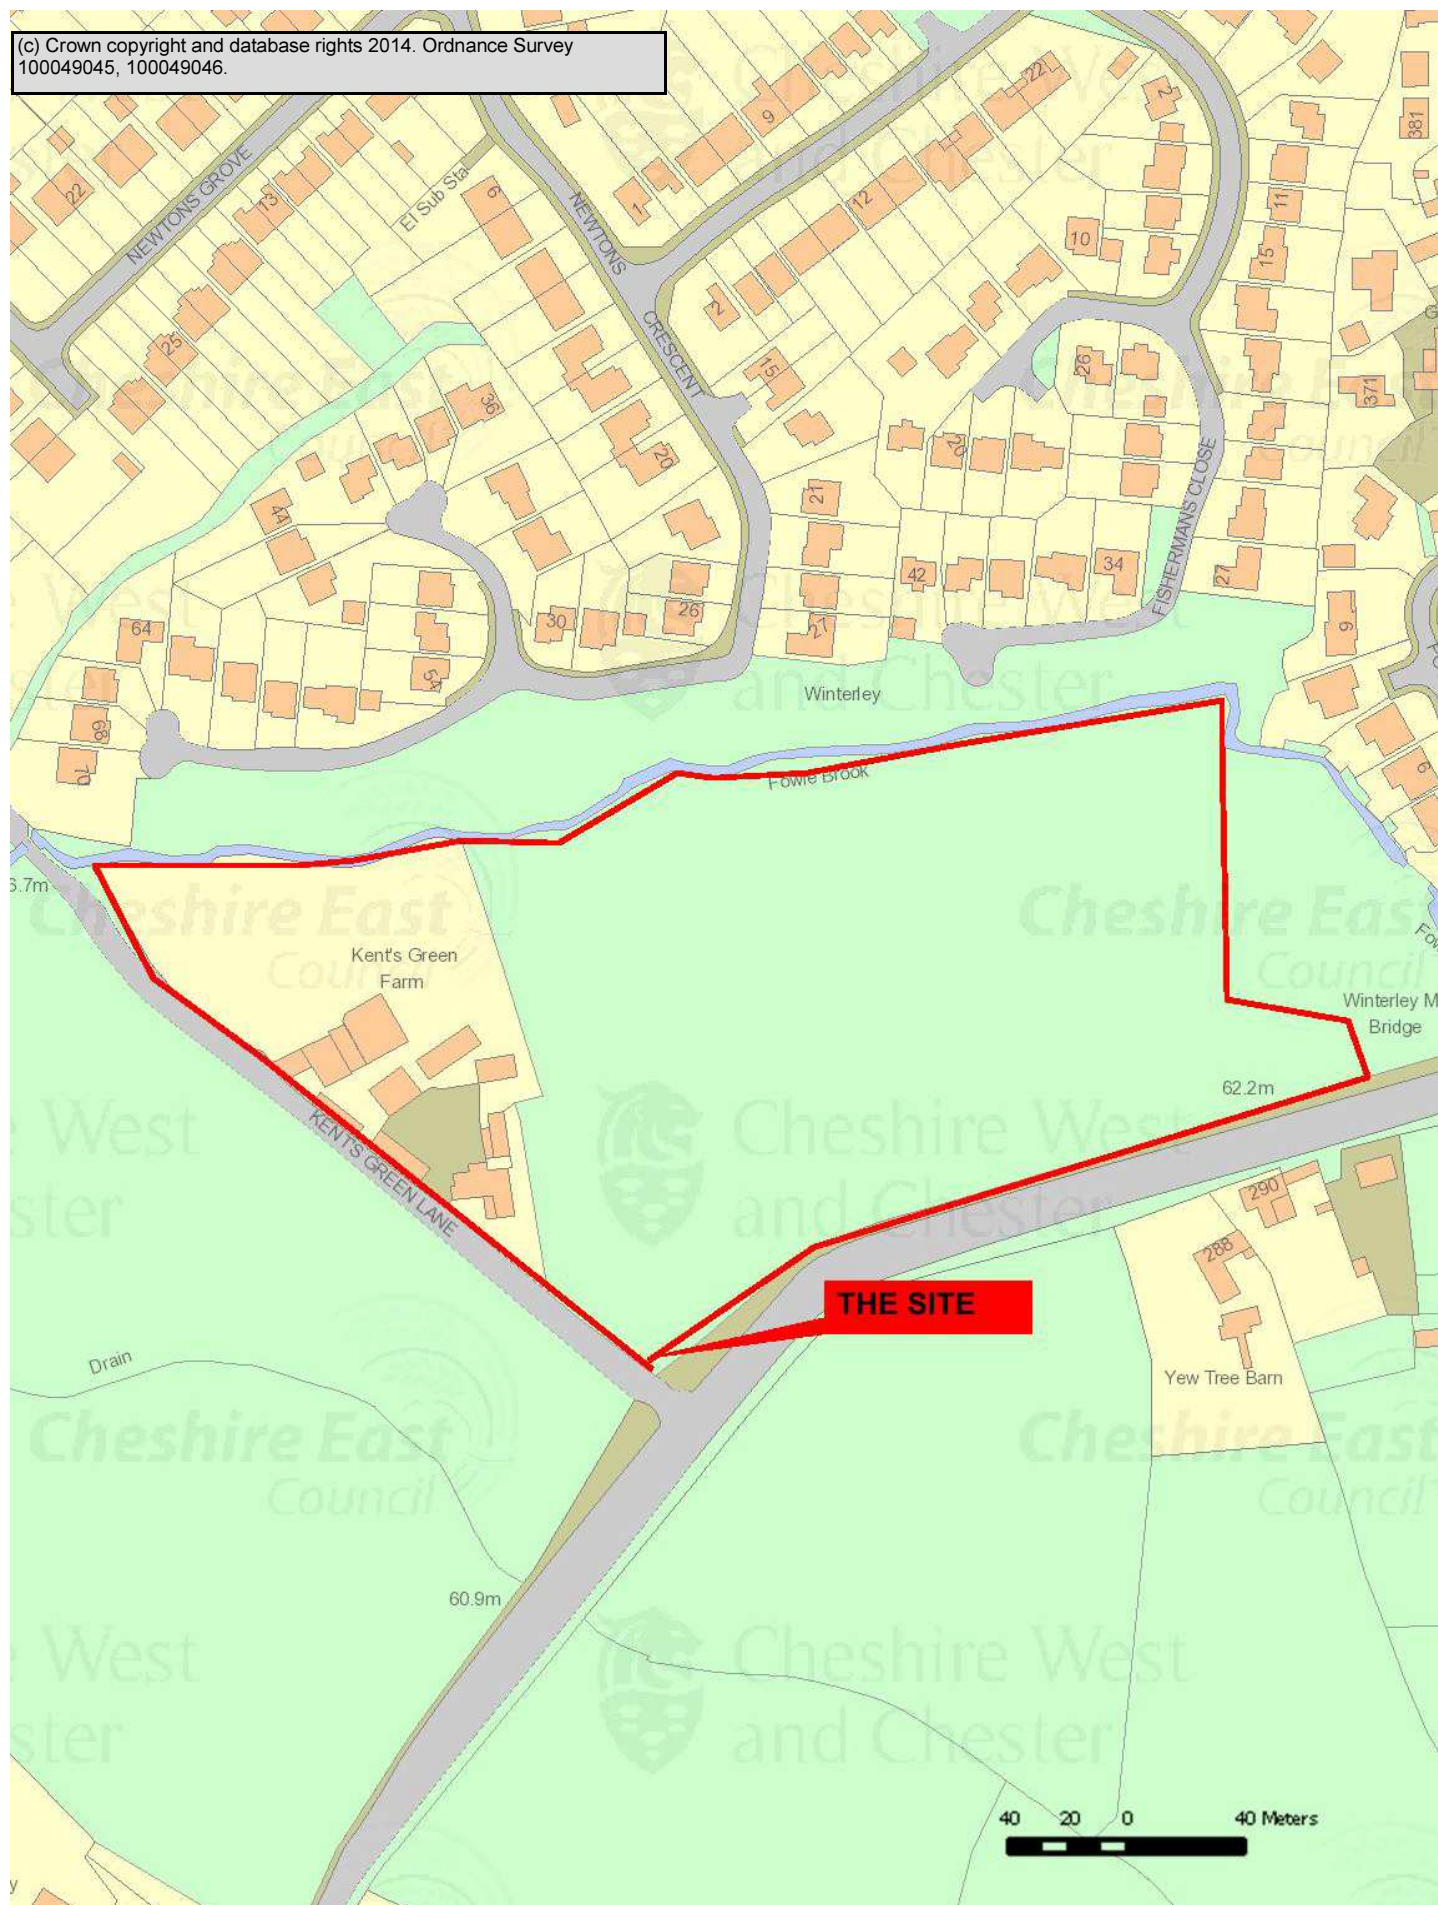 (c) Crown copyright and database rights 2014. Ordnance Survey
100049045, 100049046.
22
9
2
381
22
NEWTONS GROVE
13
El Sub Sta
9
1
NEWTONS
12
10
11
15
2
25
CRESCENT
15
26
371
36
20
20
44
21
FISHERMANS CLOSE
42
34
27
64
30
26
27
9
54
68
70
Winterley
Fowle Brook
6
6.7m
Kent's Green
Farm
Winterley M
Bridge
62.2m
KENT'S GREEN LANE
290
288
THE SITE
Drain
Yew Tree Barn
60.9m
40 20 0 40 Meters
Cheshire East
Council
Cheshire West
and Chester